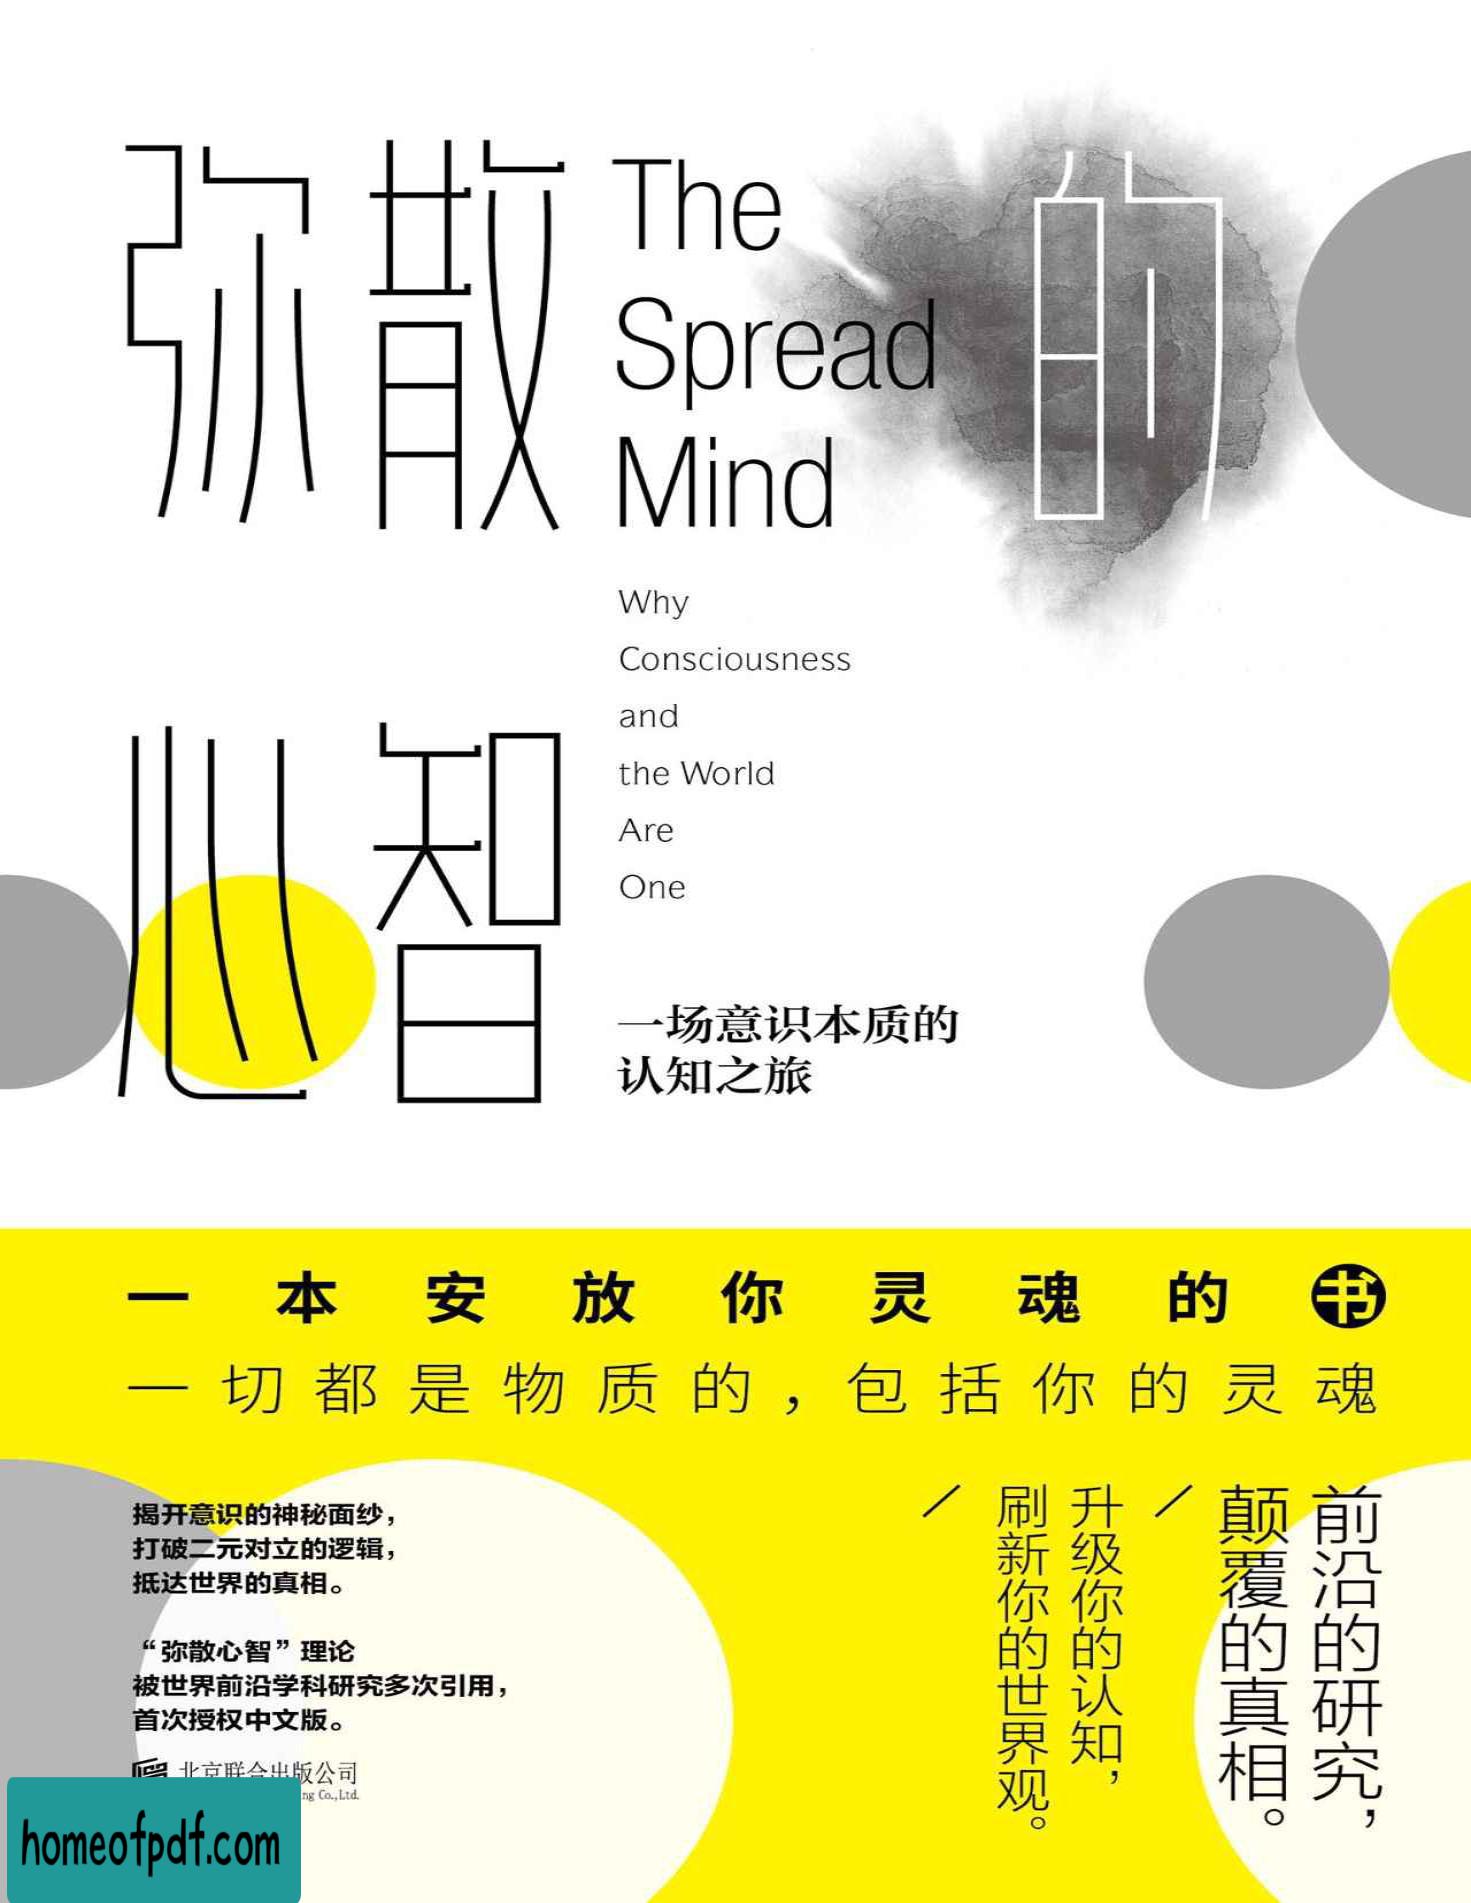 弥散的
心智
The
Spread
Mind
Why
Consciousness
and
the World
Are
One
一场意识本质的
认知之旅
一本安放你灵魂的书
一切都是物质的，包括你的灵魂
前沿的研究，
颠覆的真相。
/
升级你的认知，
刷新你的世界观。
/
揭开意识的神秘面纱，
打破二元对立的逻辑，
抵达世界的真相。
“弥散心智”理论
被世界前沿学科研究多次引用，
首次授权中文版。
北京联合出版公司
ng Co.,Ltd.
homeofpdf.com